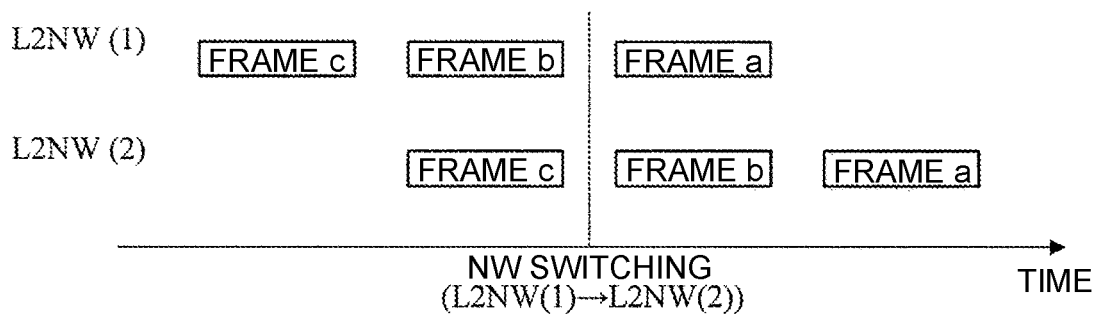 L2NW (1)
FRAME c FRAME b FRAME a
L2NW (2)
FRAME c FRAME b FRAME a
NW SWITCHING
(L2NW(1)→L2NW(2))
TIME